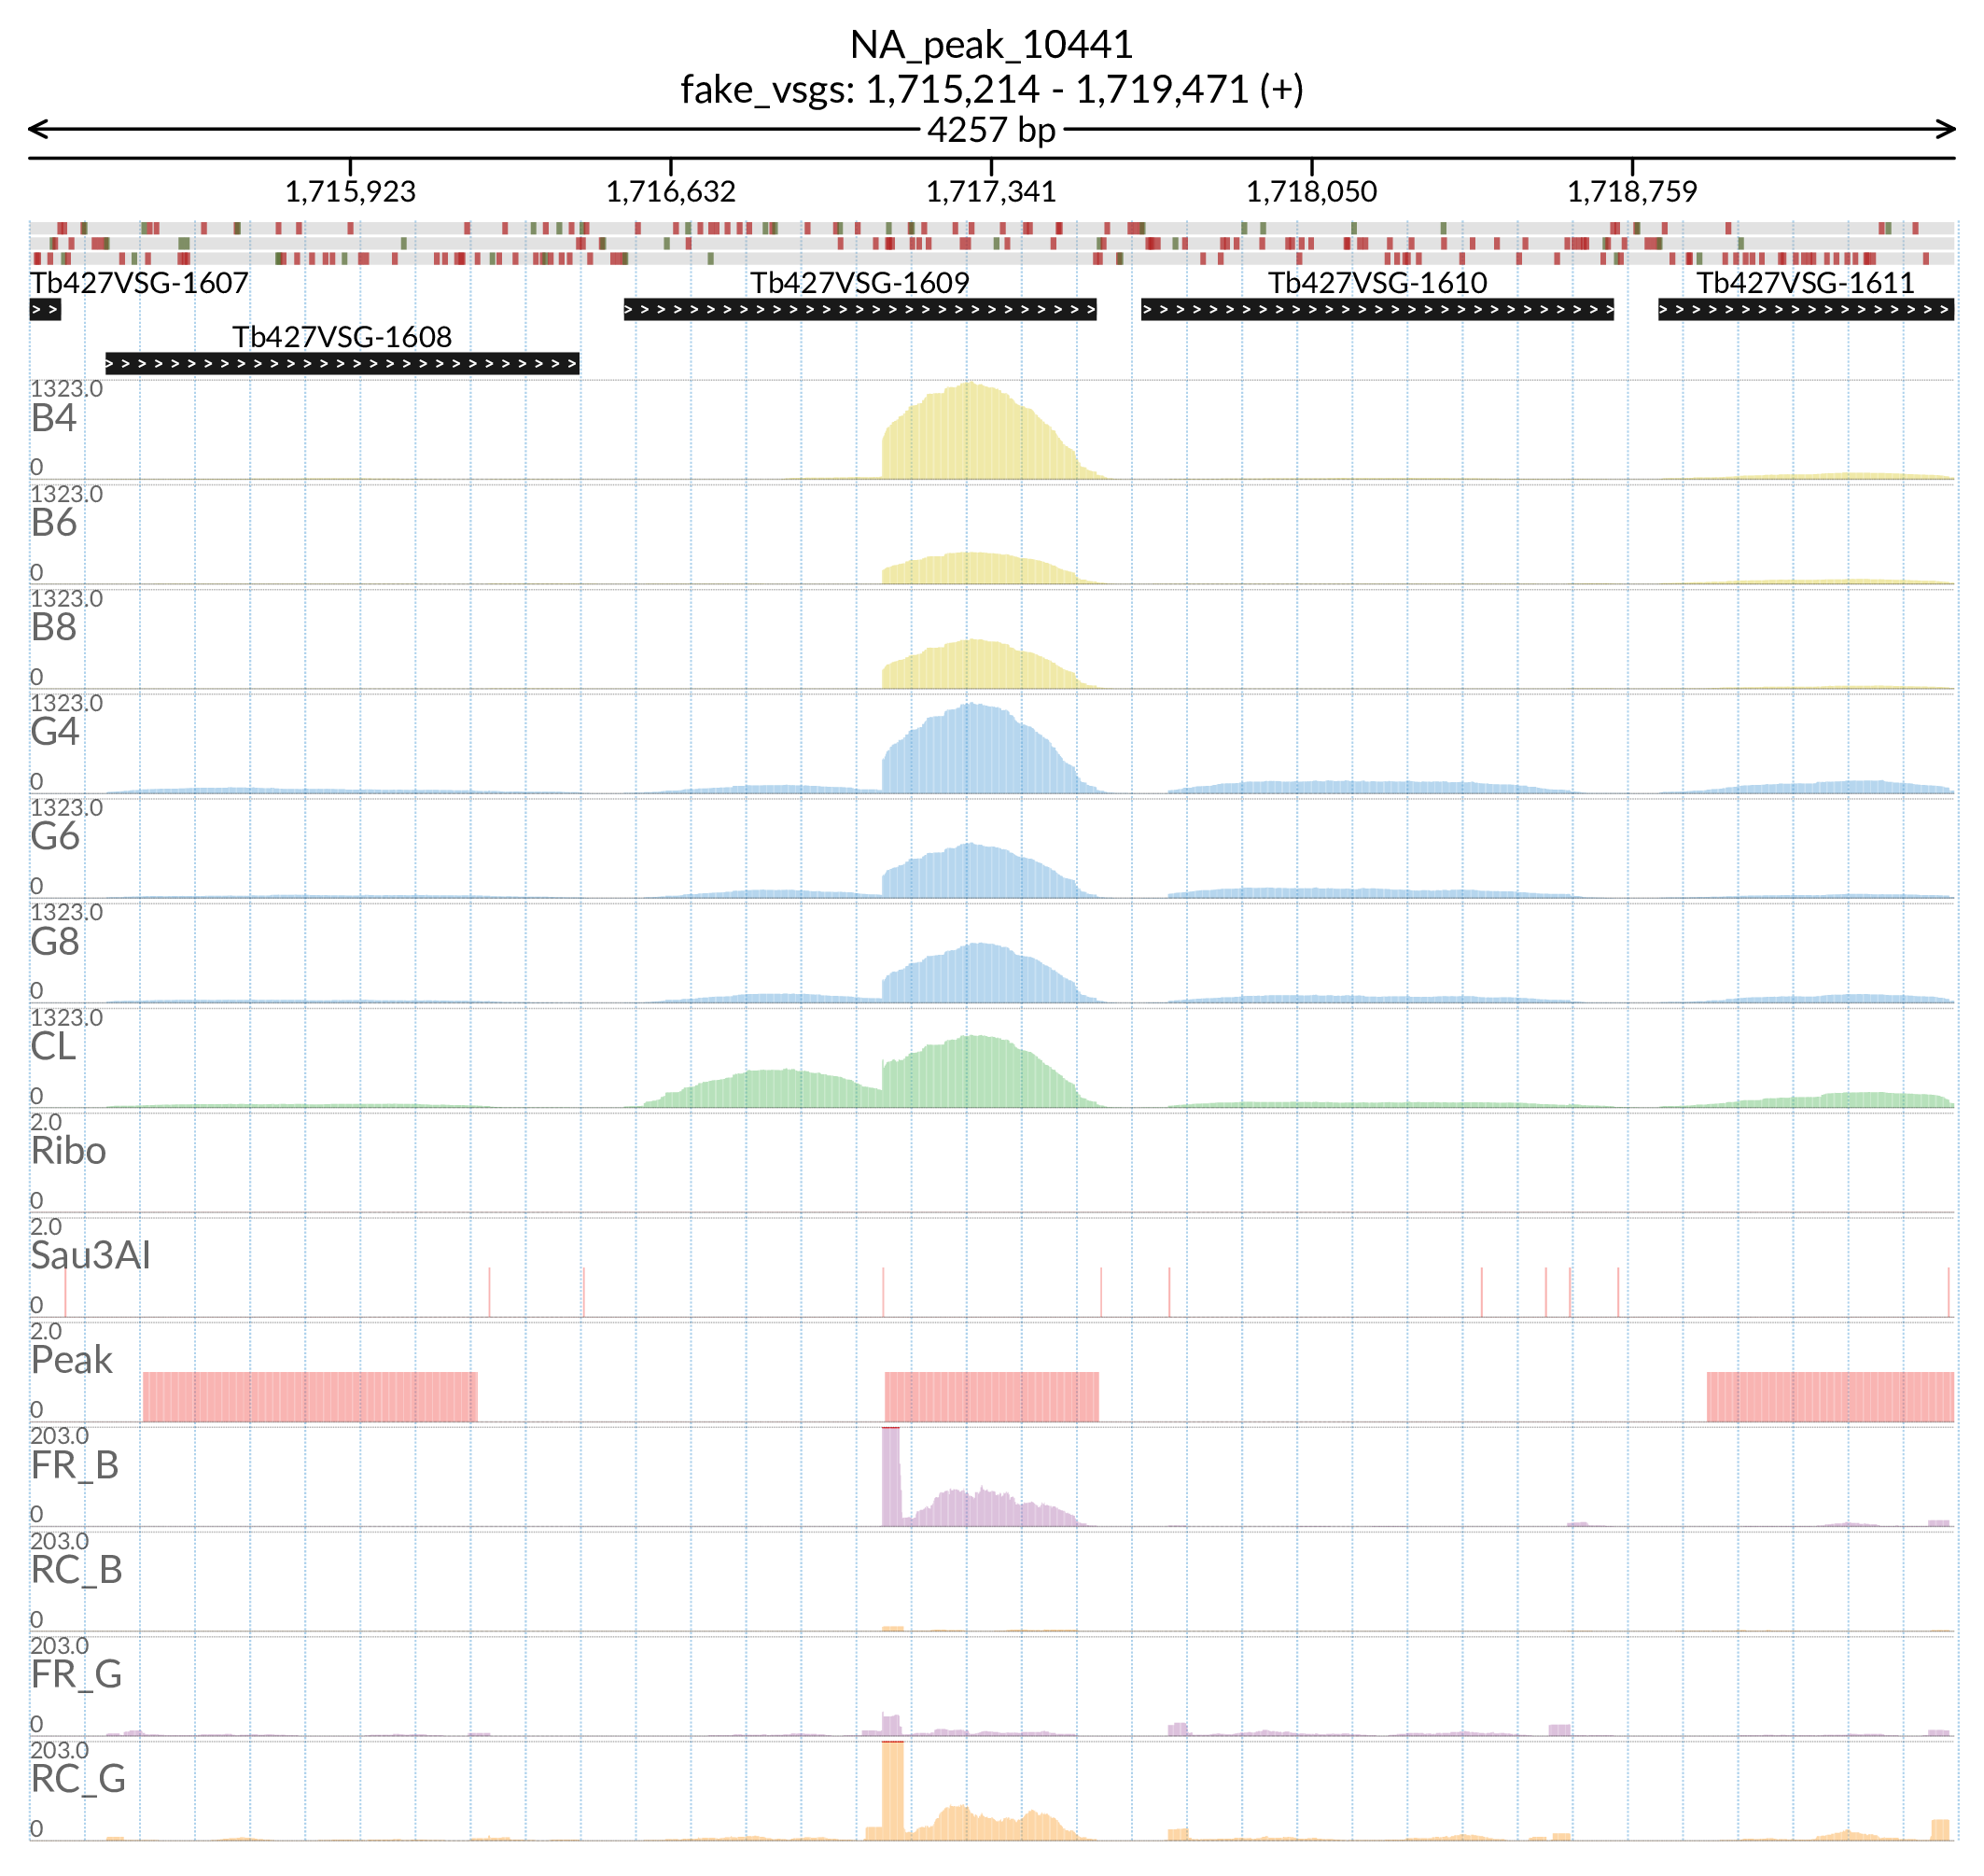 NA_peak_10441
fake_vsgs: 1,715,214 - 1,719,471 (+)
4257 bp
1,715,923 1,716,632 1,717,341 1,718,050 1,718,759
Tb427VSG-1607 Tb427VSG-1609 Tb427VSG-1610 Tb427VSG-1611
Tb427VSG-1608
1323.0
B4
0
1323.0
B6
0
1323.0
B8
0
1323.0
G4
0
1323.0
G6
0
1323.0
G8
0
1323.0
CL
0
2.0
Ribo
0
2.0
Sau3AI
0
2.0
Peak
0
203.0
FR_B
0
203.0
RC_B
0
203.0
FR_G
0
203.0
RC_G
0